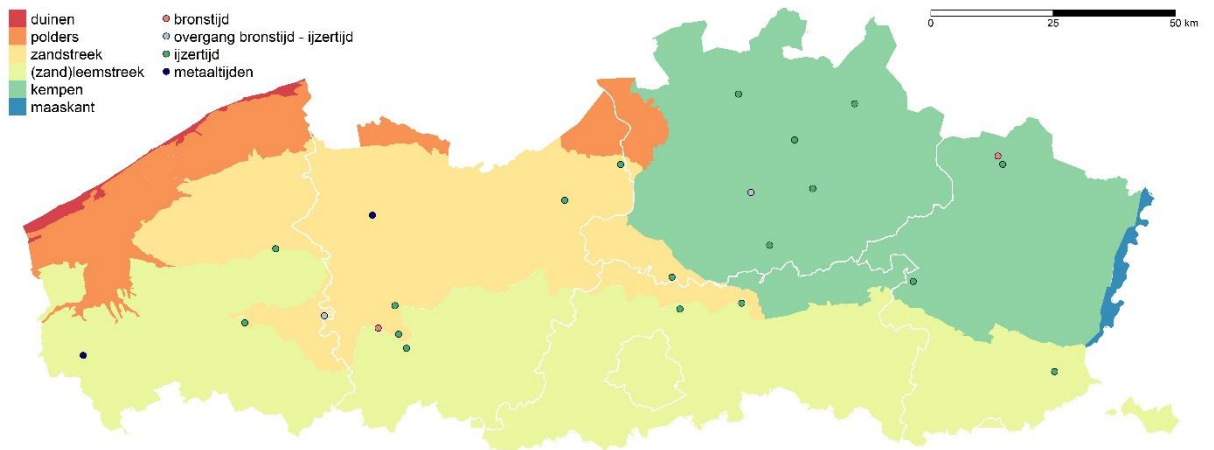 duinen
polders
zandstreek
(zand)leemstreek
kempen
maaskant
bronstijd
overgang bronstijd - ijzertijd
ijzertijd
metaaltijden
0 25 50 km